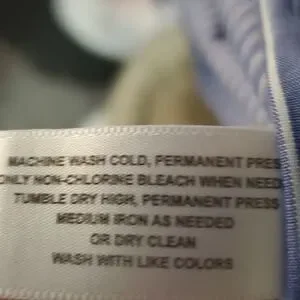 MACHINE WASH COLD, PERMANENT PRES
ONLY NON-CHLORINE BLEACH WHEN NEED
TUMBLE DRY HIGH, PERMANENT PRESS
MEDIUM IRON AS NEEDED
OR DRY CLEAN
WASH WITH LIKE COLORS